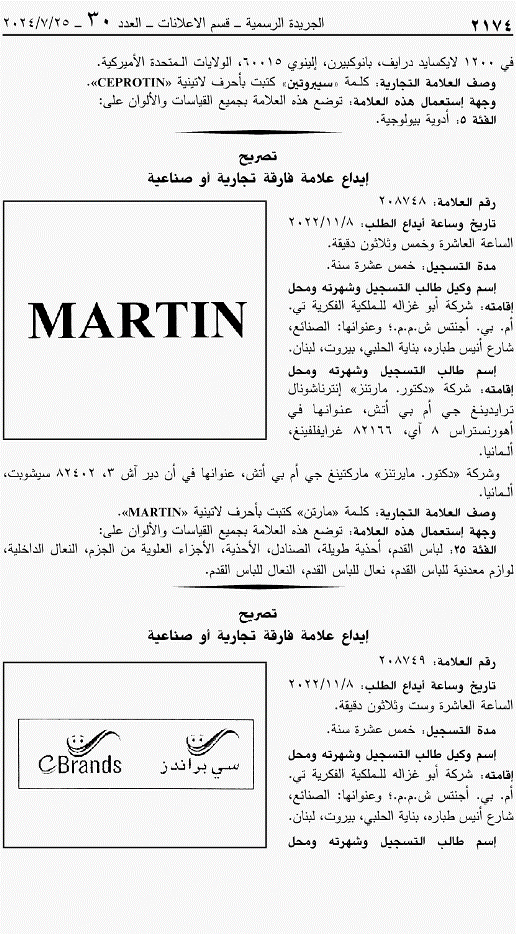 ٢١٧٤
الجريدة الرسمية ــ قسم الاعلانات ــ العدد ٣٠ ــ ٢٠٢٤/٧/٢٥
في ١٢٠٠ لايكسايد درايف، بانوكبيرن، إلينوي ٦٠٠١٥، الولايات المتحدة الأميركية.
وصف العلامة التجارية: كلمة «سيبروتين» كتبت بأحرف لاتينية «CEPROTIN».
وجهة إستعمال هذه العلامة: توضع هذه العلامة بجميع القياسات والألوان على:
الفئة ٥: أدوية بيولوجية.
تصريح
إيداع علامة فارقة تجارية أو صناعية
رقم العلامة: ٢٠٨٧٤٨
تاريخ وساعة أيداع الطلب: ٢٠٢٢/١١/٨
الساعة العاشرة وخمس وثلاثون دقيقة.
مدة التسجيل: خمس عشرة سنة.
إسم وكيل طالب التسجيل وشهرته ومحل
إقامته: شركة أبو غزاله للملكية الفكرية تي.
أم. بي. أجنتس ش.م.م.؛ وعنوانها: الصنائع،
شارع أنيس طباره، بناية الحلبي، بيروت، لبنان.
إسم طالب التسجيل وشهرته ومحل
إقامته: شركة «دكتور. مارتنز» إنترناشونال
ترايدينغ جي أم بي أتش، عنوانها في
أهورنستراس ٨ آي، ٨٢١٦٦ غرايفلفينغ،
ألمانيا.
MARTIN
وشركة «دكتور. مايرتنز» ماركتينغ جي أم بي أتش، عنوانها في أن دير آش ٣، ٨٢٤٠٢ سيشوبت،
ألمانيا.
وصف العلامة التجارية: كلمة «مارتن» كتبت بأحرف لاتينية «MARTIN».
وجهة إستعمال هذه العلامة: توضع هذه العلامة بجميع القياسات والألوان على:
الفئة ٢٥: لباس القدم، أحذية طويلة، الصنادل، الأحذية، الأجزاء العلوية من الجزم، النعال الداخلية،
لوازم معدنية للباس القدم، نعال للباس القدم، النعال للباس القدم.
تصريح
إيداع علامة فارقة تجارية أو صناعية
رقم العلامة: ٢٠٨٧٤٩
تاريخ وساعة أيداع الطلب: ٢٠٢٢/١١/٨
الساعة العاشرة وست وثلاثون دقيقة.
مدة التسجيل: خمس عشرة سنة.
إسم وكيل طالب التسجيل وشهرته ومحل
إقامته: شركة أبو غزاله للملكية الفكرية تي.
أم. بي. أجنتس ش.م.م.؛ وعنوانها: الصنائع،
شارع أنيس طباره، بناية الحلبي، بيروت، لبنان.
إسم طالب التسجيل وشهرته ومحل
سي براندز
cBrands